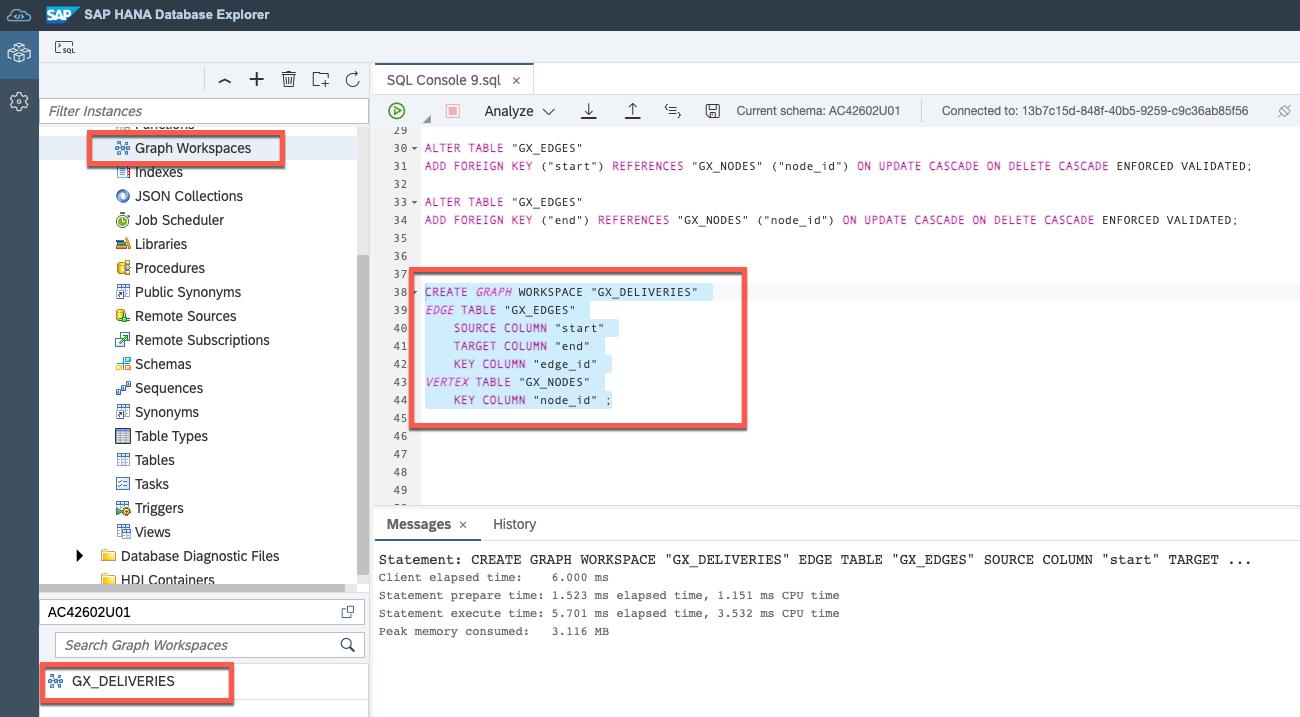 SAP SAP HANA Database Explorer
SQL
SQL Console 9.sql ×
Filter Instances
Analyze
Current schema: AC42602U01
Connected to: 13b7c15d-848f-40b5-9259-c9c36ab85f56
Functions
Graph Workspaces
Indexes
JSON Collections
Job Scheduler
Libraries
Procedures
Public Synonyms
Remote Sources
Remote Subscriptions
Schemas
Sequences
Synonyms
Table Types
Tables
Tasks
Triggers
Views
Database Diagnostic Files
HDI Containers
AC42602U01
Search Graph Workspaces
GX_DELIVERIES
29
30 ALTER TABLE "GX_EDGES"
31 ADD FOREIGN KEY ("start") REFERENCES "GX_NODES" ("node_id") ON UPDATE CASCADE ON DELETE CASCADE ENFORCED VALIDATED;
32
33 ALTER TABLE "GX_EDGES"
34 ADD FOREIGN KEY ("end") REFERENCES "GX_NODES" ("node_id") ON UPDATE CASCADE ON DELETE CASCADE ENFORCED VALIDATED;
35
36
37
38 CREATE GRAPH WORKSPACE "GX_DELIVERIES"
39 EDGE TABLE "GX_EDGES"
40 SOURCE COLUMN "start"
41 TARGET COLUMN "end"
42 KEY COLUMN "edge_id"
43 VERTEX TABLE "GX_NODES"
44 KEY COLUMN "node_id" ;
45
46
47
48
49
Messages × History
Statement: CREATE GRAPH WORKSPACE "GX_DELIVERIES" EDGE TABLE "GX_EDGES" SOURCE COLUMN "start" TARGET ...
Client elapsed time: 6.000 ms
Statement prepare time: 1.523 ms elapsed time, 1.151 ms CPU time
Statement execute time: 5.701 ms elapsed time, 3.532 ms CPU time
Peak memory consumed: 3.116 MB